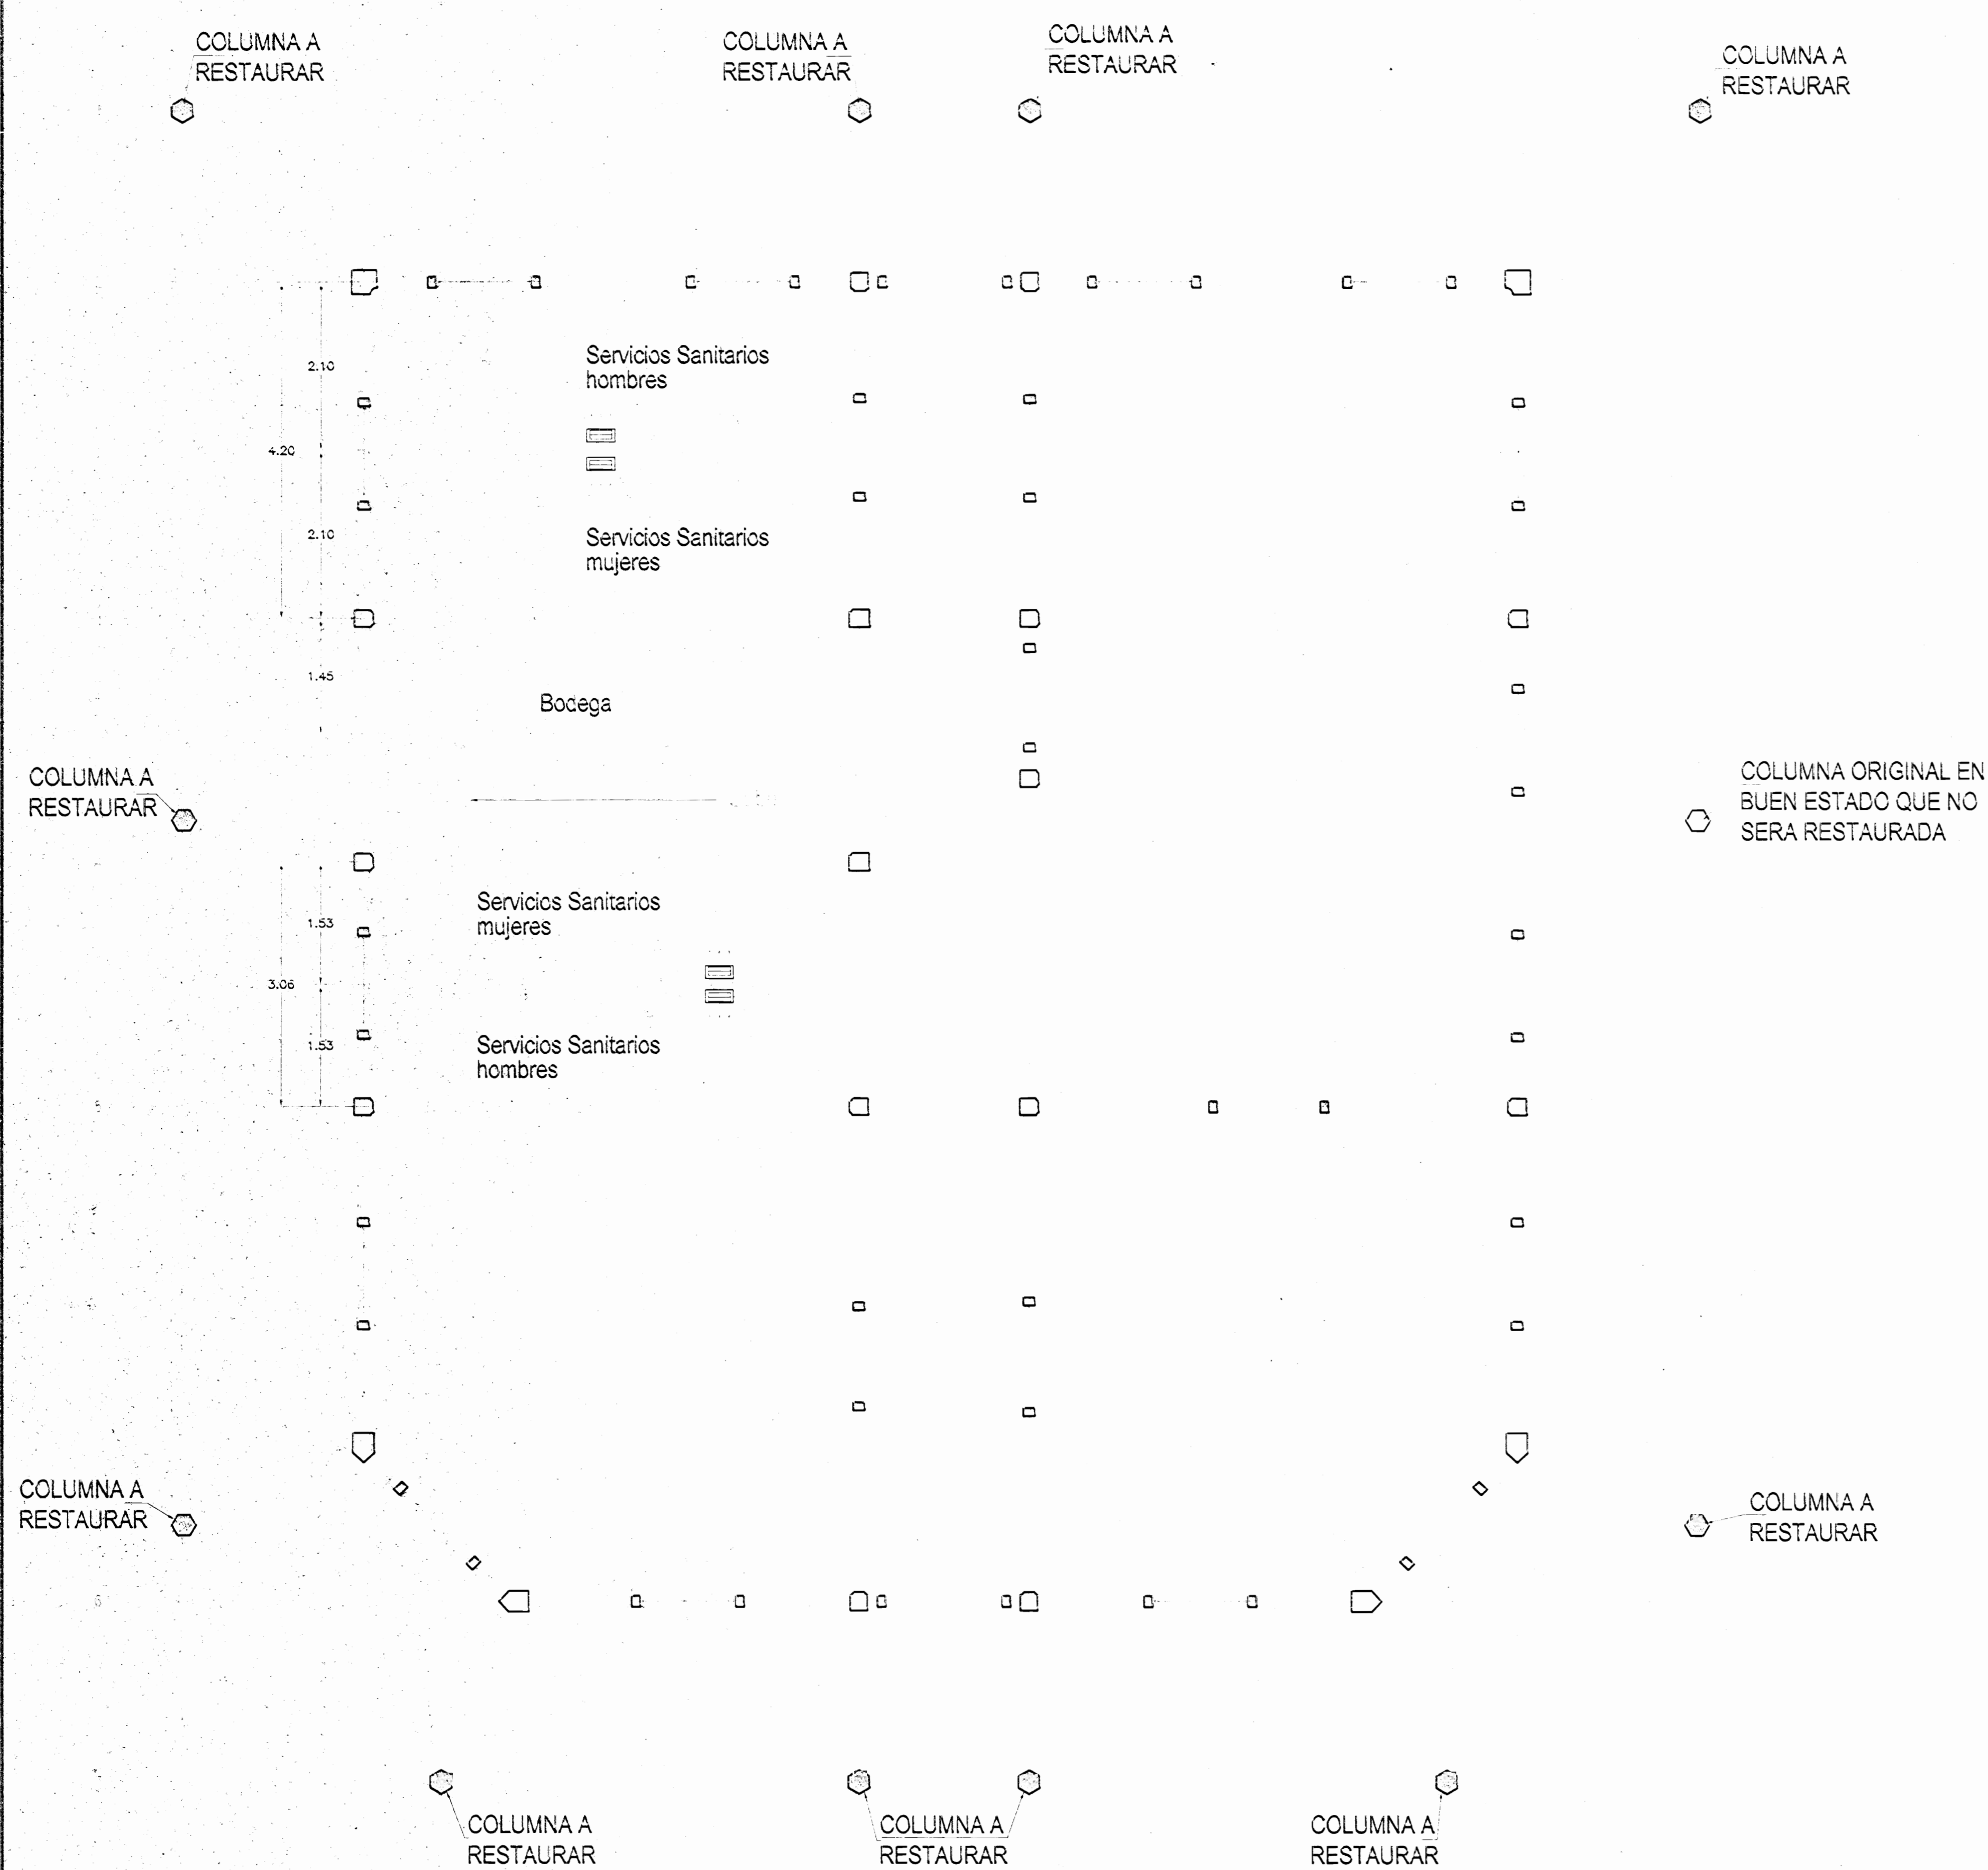 COLUMNA A
RESTAURAR
COLUMNA A
RESTAURAR
COLUMNA A
RESTAURAR
COLUMNA A
RESTAURAR
2.10
4.20
2.10
1.45
Servicios Sanitarios
hombres
Servicios Sanitarios
mujeres
Bodega
COLUMNA A
RESTAURAR
COLUMNA ORIGINAL EN
BUEN ESTADO QUE NO
SERA RESTAURADA
1.53
3.06
1.53
Servicios Sanitarios
mujeres
Servicios Sanitarios
hombres
COLUMNA A
RESTAURAR
COLUMNA A
RESTAURAR
COLUMNA A
RESTAURAR
COLUMNA A
RESTAURAR
COLUMNA A
RESTAURAR